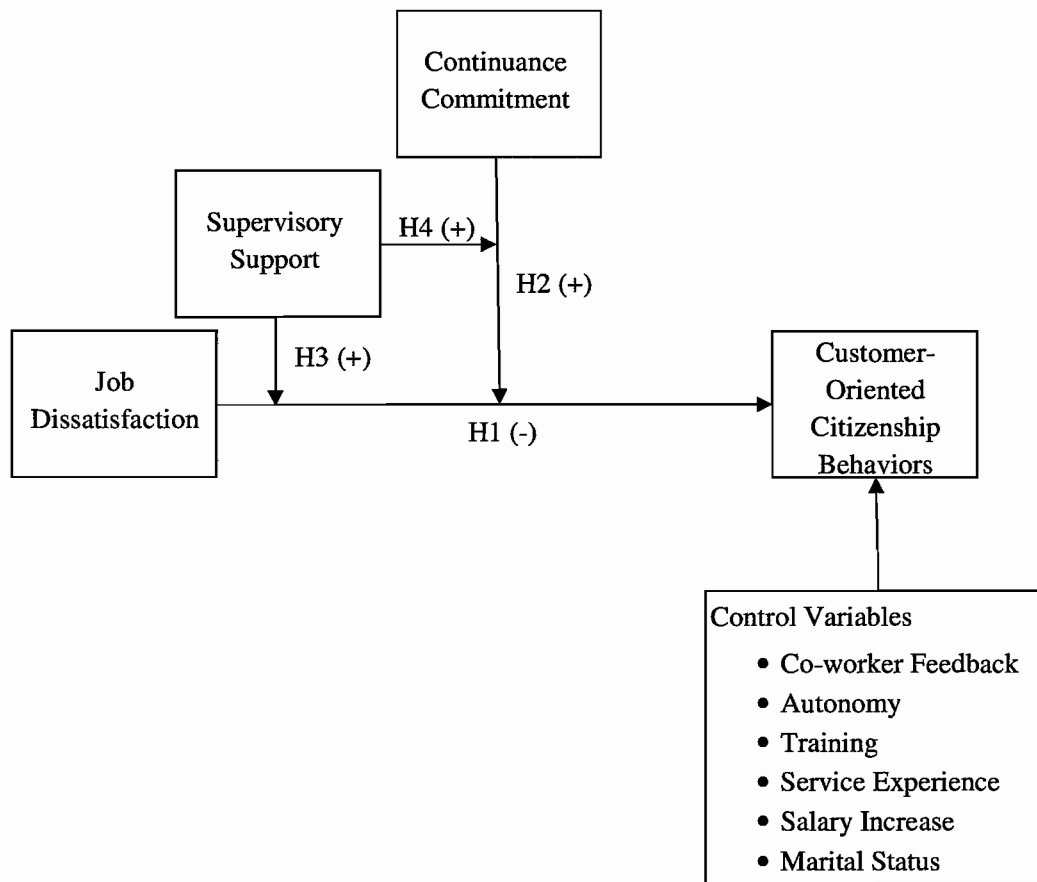 Continuance
Commitment
Supervisory
Support
H4 (+)
H2 (+)
H3 (+)
Job
Dissatisfaction
H1 (-)
Customer-
Oriented
Citizenship
Behaviors
Control Variables
• Co-worker Feedback
• Autonomy
• Training
• Service Experience
• Salary Increase
• Marital Status